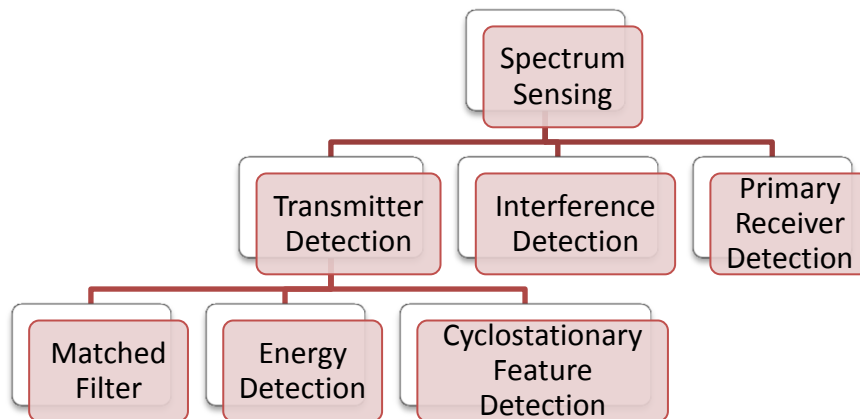 Spectrum
Sensing
Transmitter
Detection
Interference
Detection
Primary
Receiver
Detection
Matched
Filter
Energy
Detection
Cyclostationary
Feature
Detection